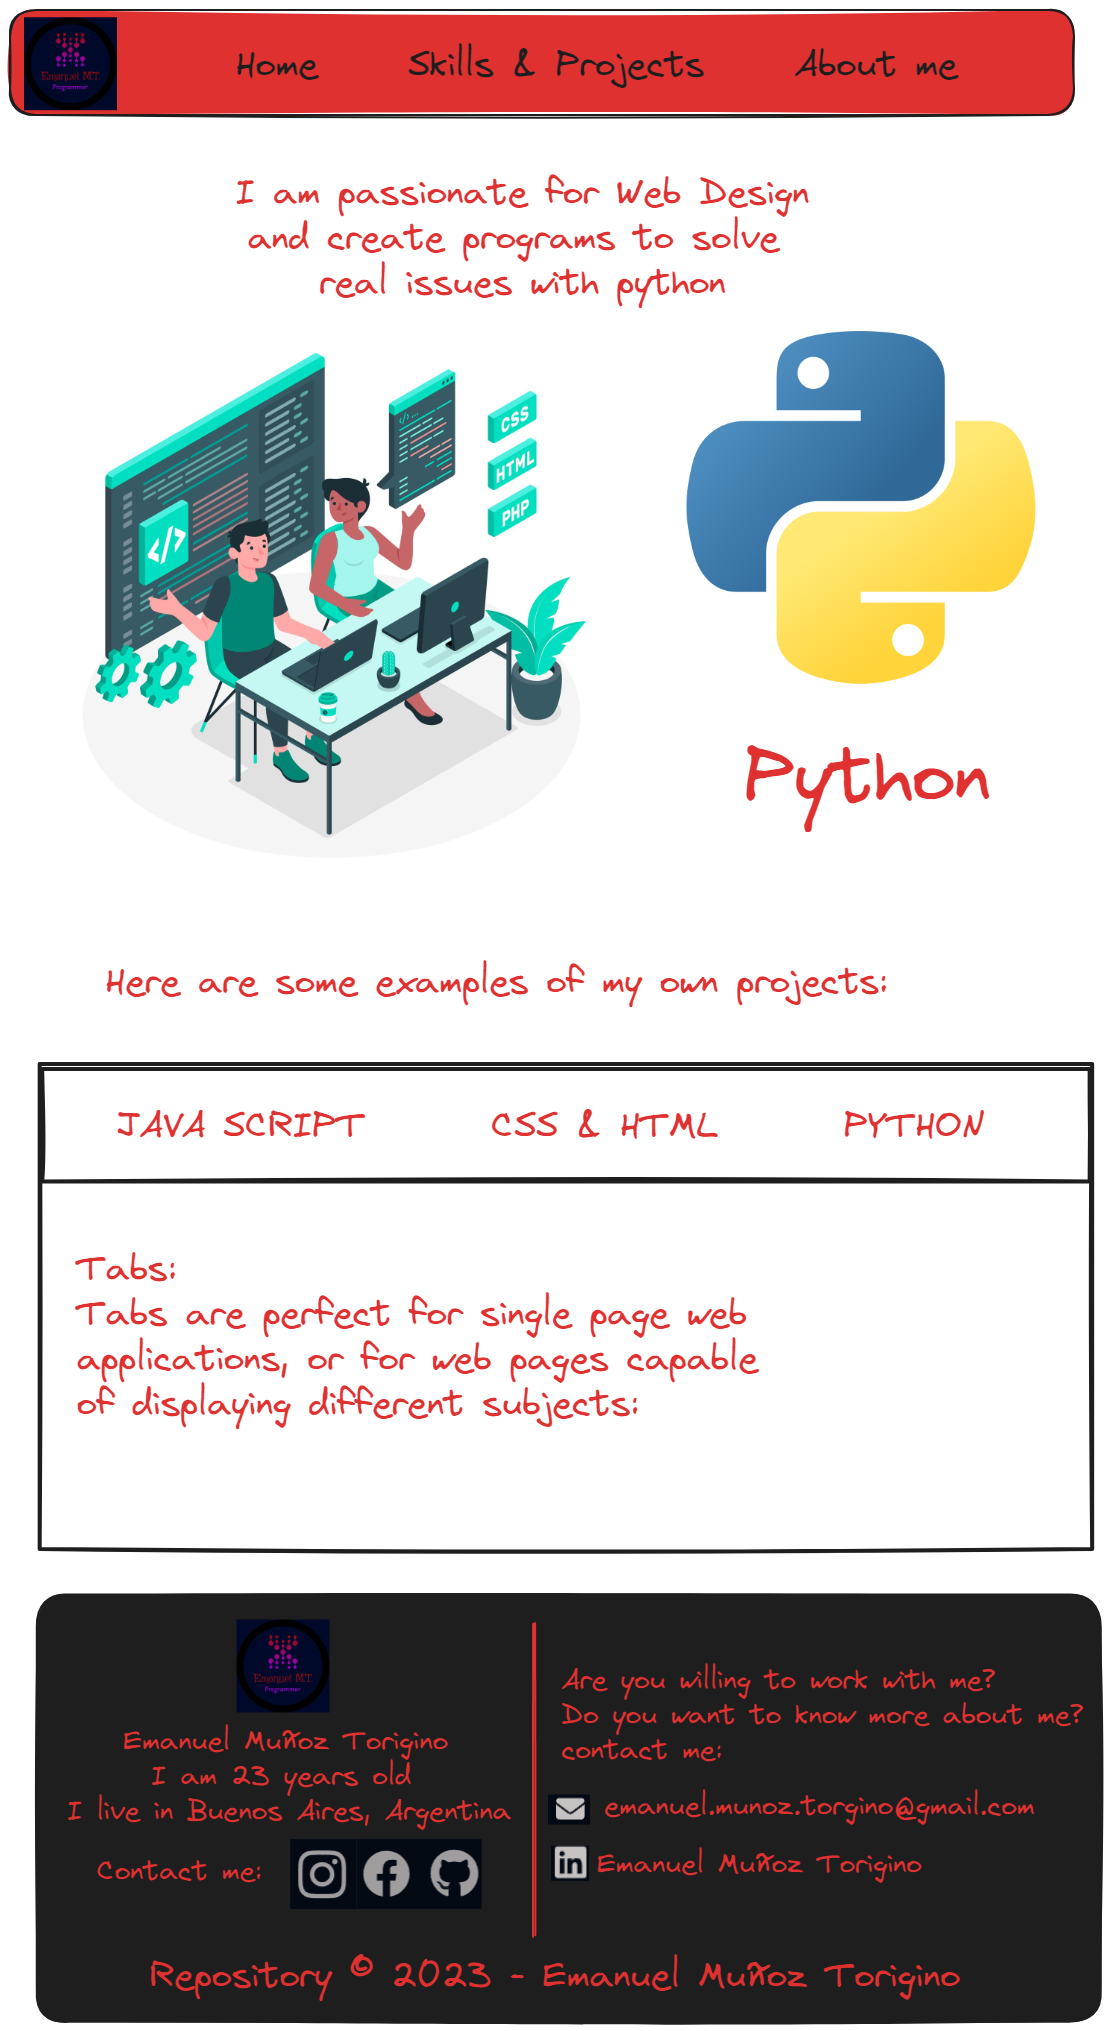 Emanuel M.T.
Programmer
Home Skills & Projects About me
I am passionate for Web Design
and create programs to solve
real issues with python
</> ...
CSS
HTML
PHP
</>
Python
Here are some examples of my own projects:
JAVA SCRIPT CSS & HTML PYTHON
Tabs:
Tabs are perfect for single page web
applications, or for web pages capable
of displaying different subjects:
Emanuel M.T.
Programmer
Emanuel Muñoz Torigino
I am 23 years old
I live in Buenos Aires, Argentina
Contact me:
Are you willing to work with me?
Do you want to know more about me?
contact me:
emanuel.munoz.torgino@gmail.com
in Emanuel Muñoz Torigino
Repository © 2023 - Emanuel Muñoz Torigino